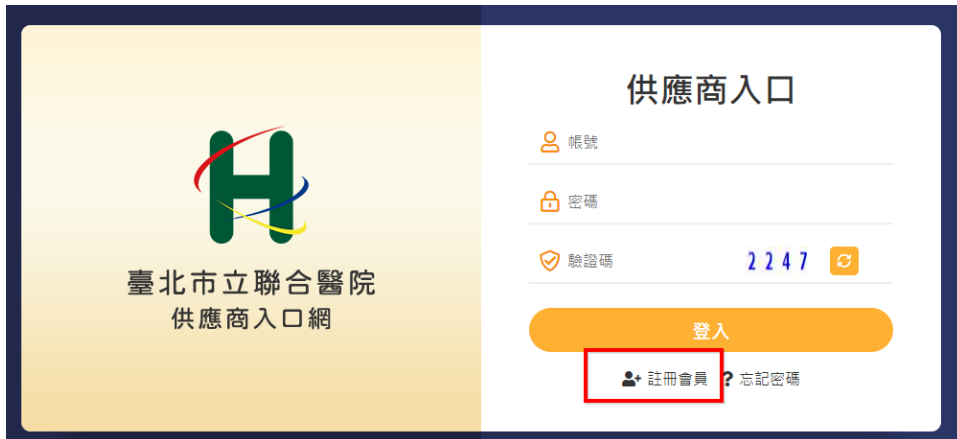 臺北市立聯合醫院
供應商入口網
供應商入口
帳號
密碼
驗證碼 2247
登入
註冊會員 ? 忘記密碼